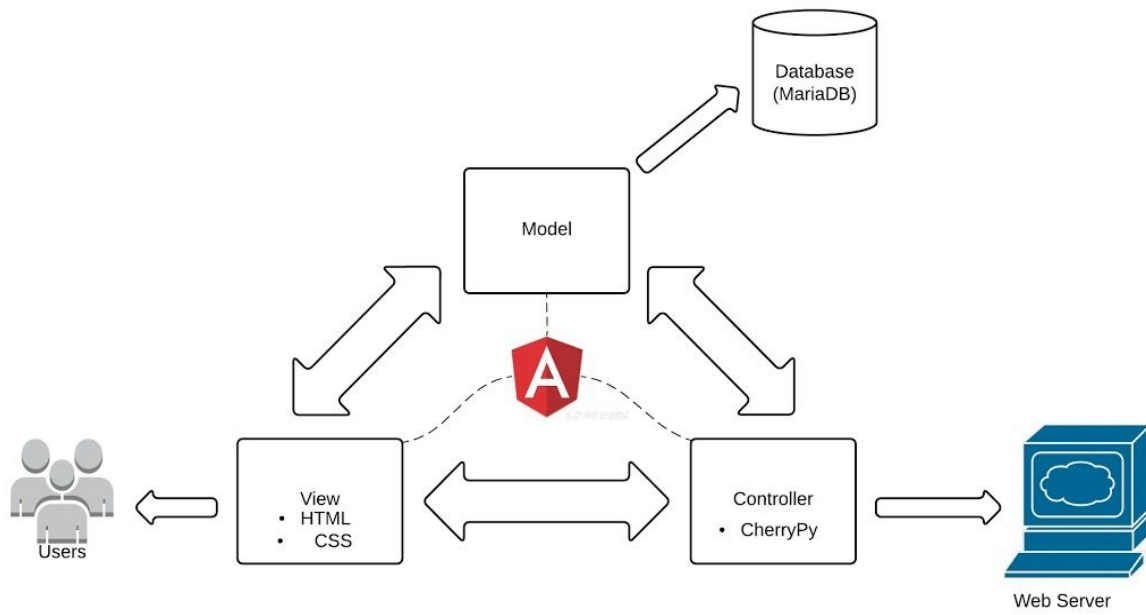 Database
(MariaDB)
Model
A
View
• HTML
• CSS
Controller
• CherryPy
Users
Web Server